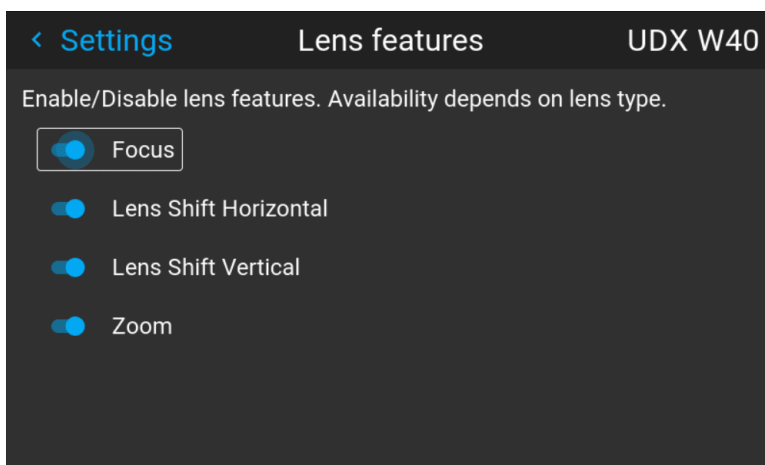 Settings Lens features UDX W40
Enable/Disable lens features. Availability depends on lens type.
Focus
Lens Shift Horizontal
Lens Shift Vertical
Zoom